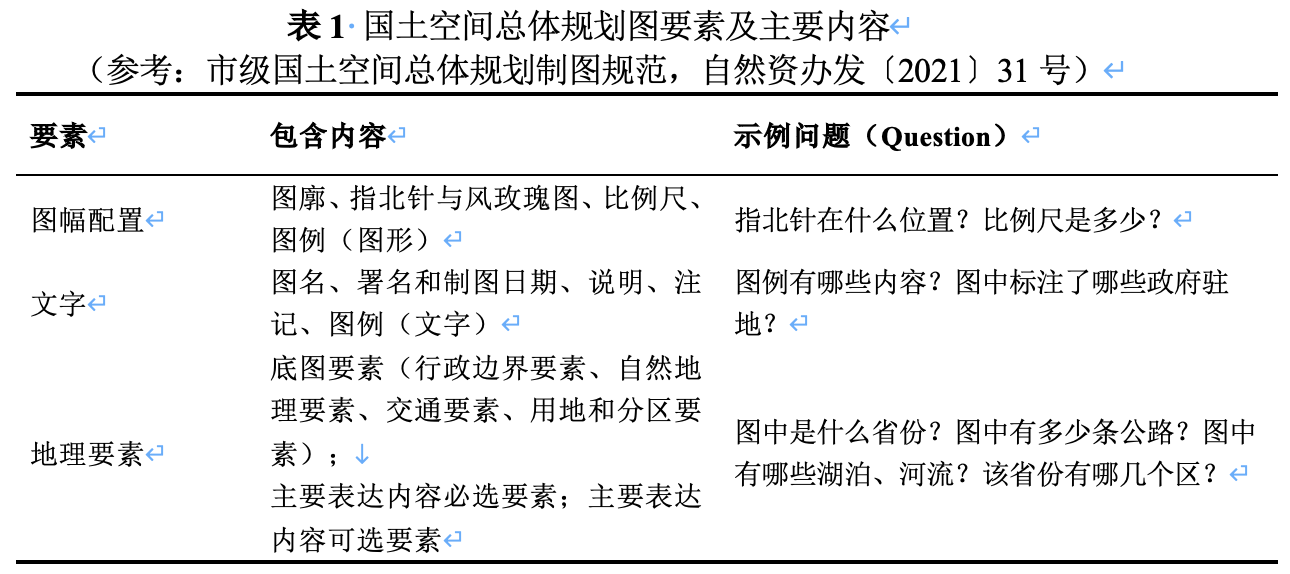 表 1 国土空间总体规划图要素及主要内容
（参考：市级国土空间总体规划制图规范，自然资办发〔2021〕31 号）
要素 包含内容 示例问题（Question）
图幅配置
图廓、指北针与风玫瑰图、比例尺、
图例（图形）
指北针在什么位置？比例尺是多少？
文字
图名、署名和制图日期、说明、注
记、图例（文字）
图例有哪些内容？图中标注了哪些政府驻
地？
地理要素
底图要素（行政边界要素、自然地
理要素、交通要素、用地和分区要
素）；
主要表达内容必选要素；主要表达
内容可选要素
图中是什么省份？图中有多少条公路？图中
有哪些湖泊、河流？该省份有哪几个区？